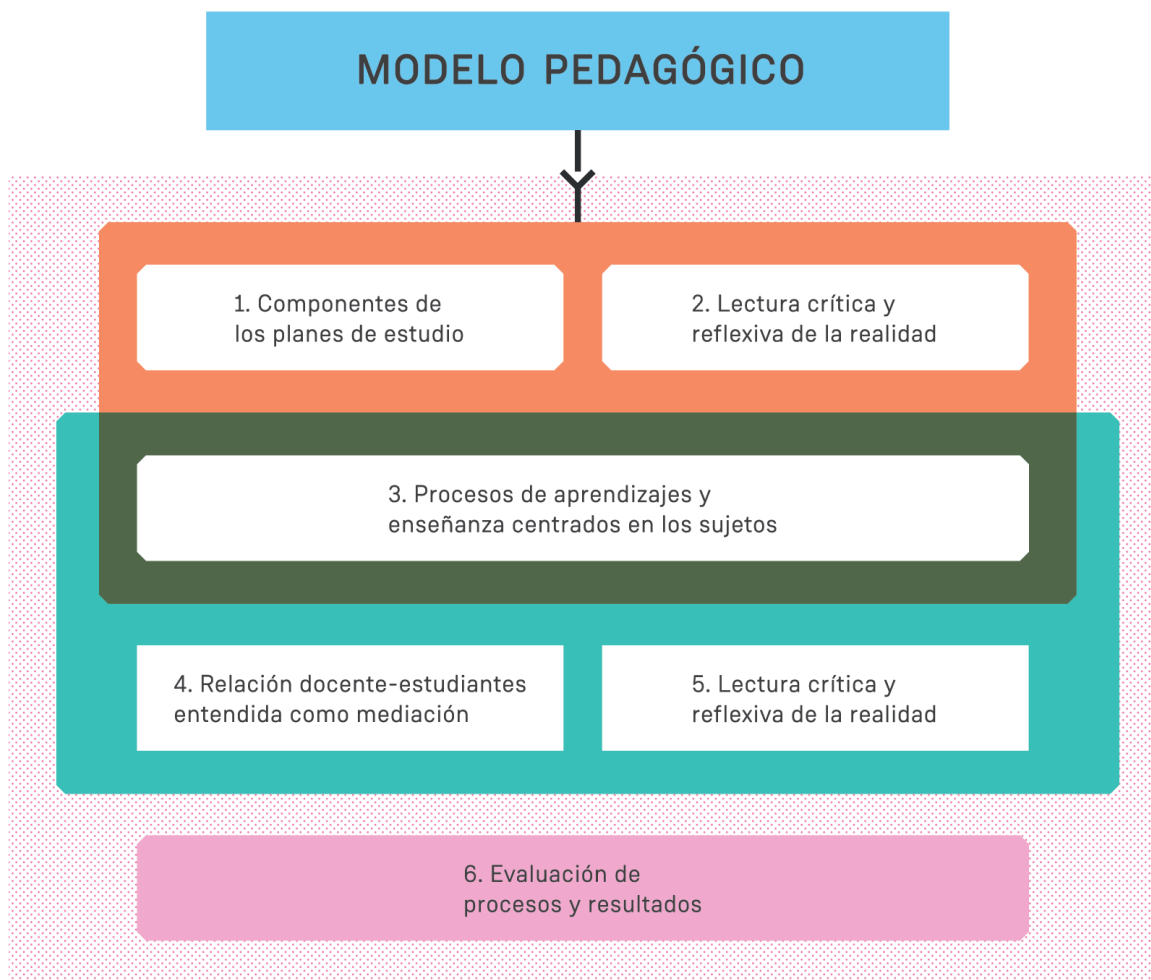 MODELO PEDAGÓGICO
1. Componentes de
los planes de estudio
2. Lectura crítica y
reflexiva de la realidad
3. Procesos de aprendizajes y
enseñanza centrados en los sujetos
4. Relación docente-estudiantes
entendida como mediación
5. Lectura crítica y
reflexiva de la realidad
6. Evaluación de
procesos y resultados